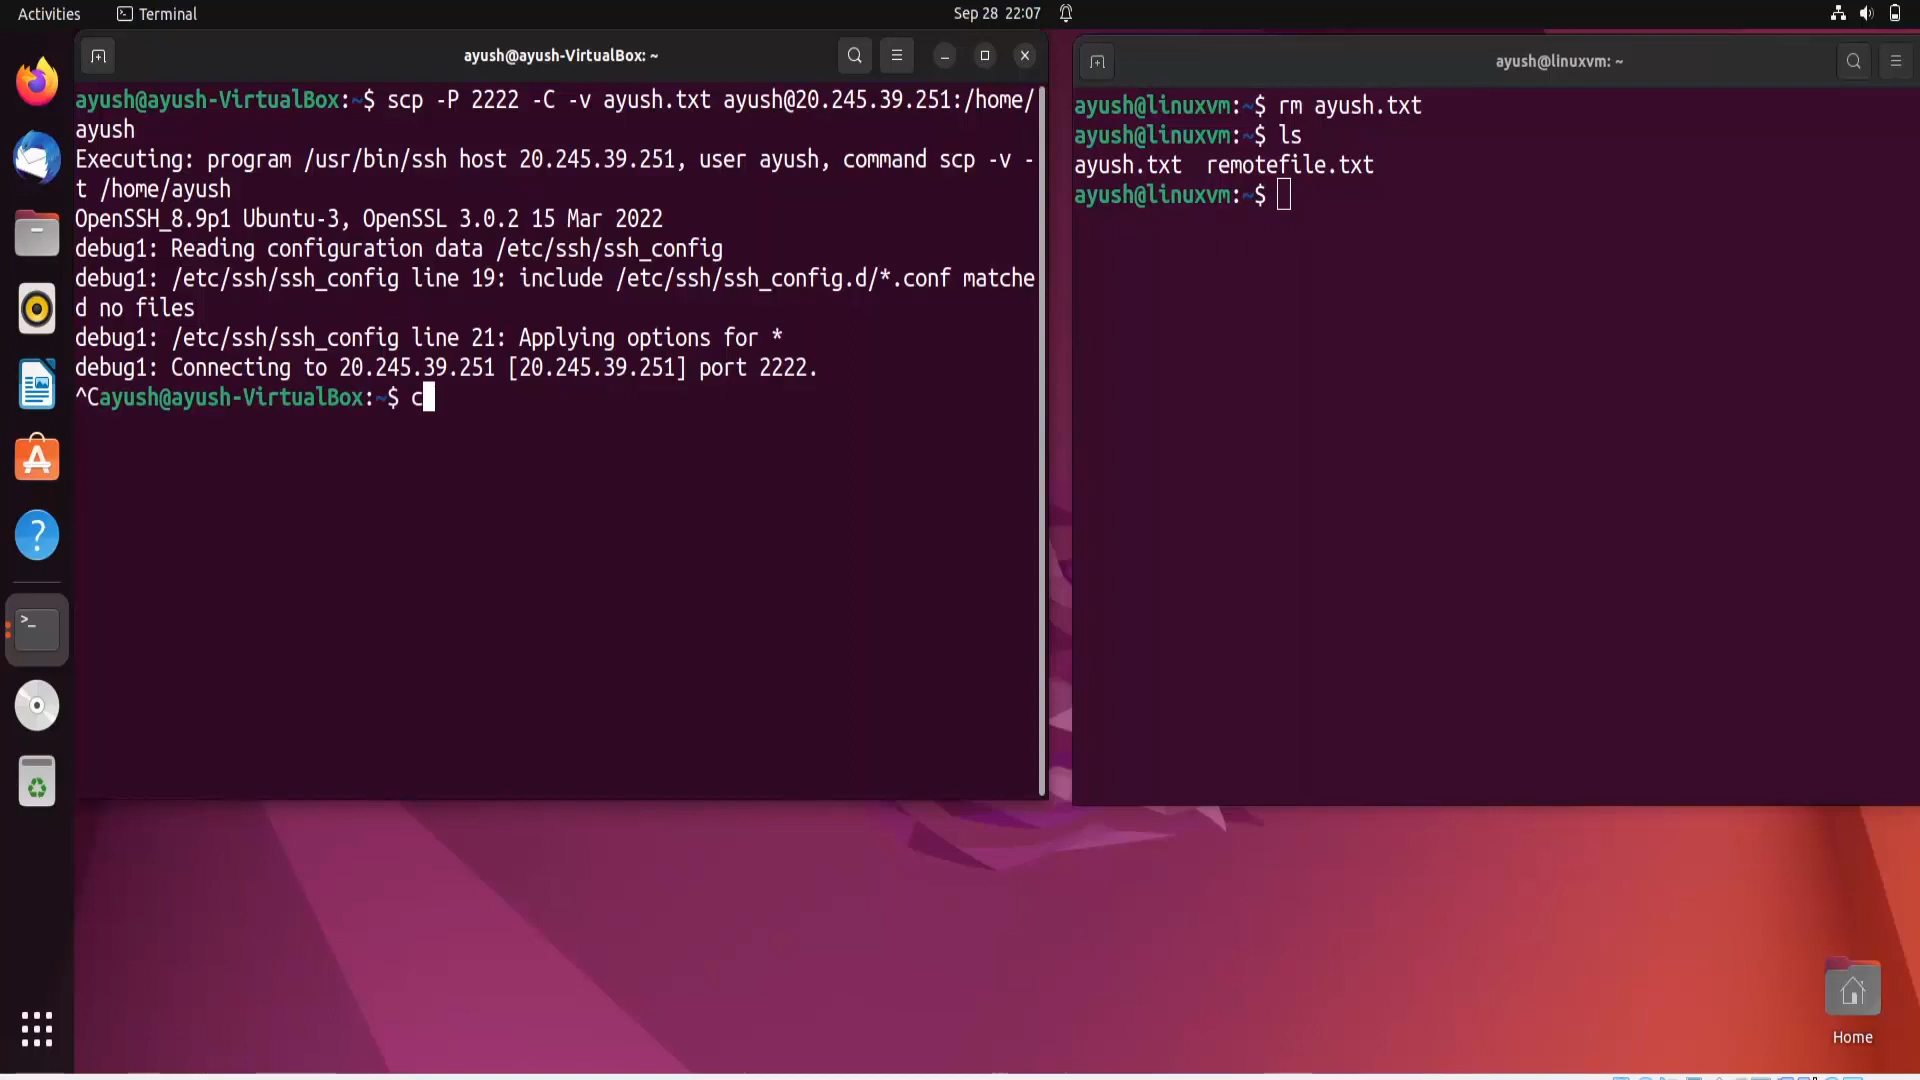 Activities
Terminal
Sep 28 22:07
ayush@ayush-VirtualBox: ~
ayush@ayush-VirtualBox:~$ scp -P 2222 -C -v ayush.txt ayush@20.245.39.251:/home/
ayush
Executing: program /usr/bin/ssh host 20.245.39.251, user ayush, command scp -v -
t /home/ayush
OpenSSH_8.9p1 Ubuntu-3, OpenSSL 3.0.2 15 Mar 2022
debug1: Reading configuration data /etc/ssh/ssh_config
debug1: /etc/ssh/ssh_config line 19: include /etc/ssh/ssh_config.d/*.conf matche
d no files
debug1: /etc/ssh/ssh_config line 21: Applying options for *
debug1: Connecting to 20.245.39.251 [20.245.39.251] port 2222.
^Cayush@ayush-VirtualBox:~$ c
ayush@linuxvm: ~
ayush@linuxvm:~$ rm ayush.txt
ayush@linuxvm:~$ ls
ayush.txt  remotefile.txt
ayush@linuxvm:~$
Home